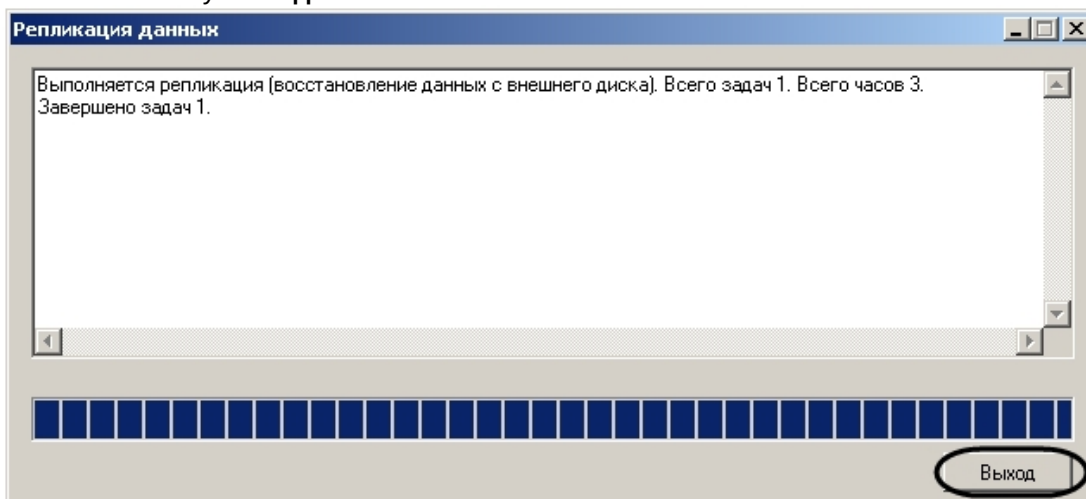 Репликация данных
Выполняется репликация (восстановление данных с внешнего диска). Всего задач 1. Всего часов 3.
Завершено задач 1.
Выход